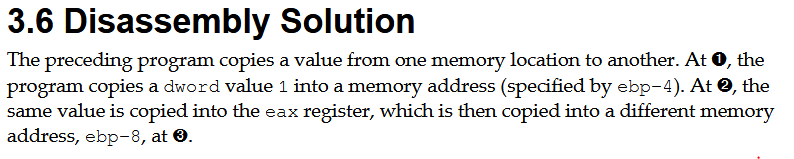 3.6 Disassembly Solution
The preceding program copies a value from one memory location to another. At ❶, the
program copies a dword value 1 into a memory address (specified by ebp-4). At ❷, the
same value is copied into the eax register, which is then copied into a different memory
address, ebp-8, at ❸.